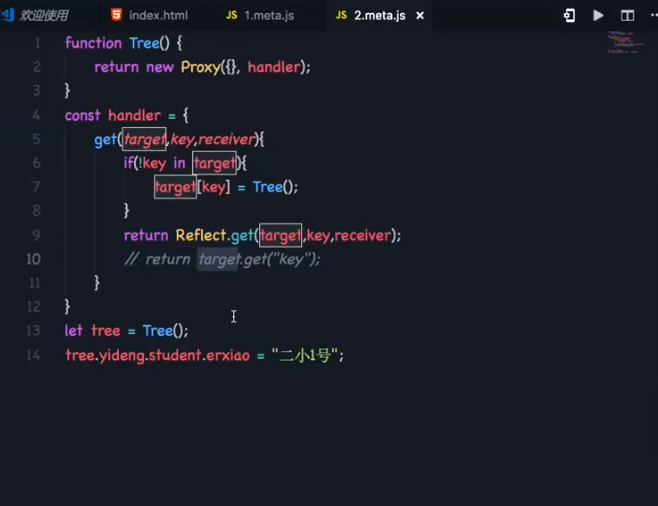 欢迎使用 index.html JS 1.meta.js JS 2.meta.js ×
1 function Tree() {
2 return new Proxy({}, handler);
3 }
4 const handler = {
5 get(target,key,receiver){
6 if(!key in target){
7 target[key] = Tree();
8 }
9 return Reflect.get(target,key,receiver);
10 // return target.get("key");
11 }
12 }
13 let tree = Tree();
14 tree.yideng.student.erxiao = "二小1号";